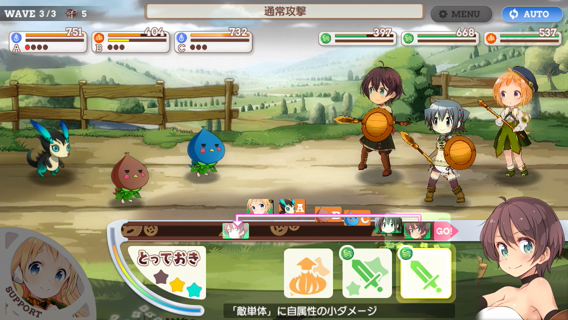 WAVE 3/3 5
通常攻撃
MENU
AUTO
751
A
404
B
732
C
397
668
537
A
B C
GO!
とっておき
SUPPORT
「敵単体」に自属性の小ダメージ